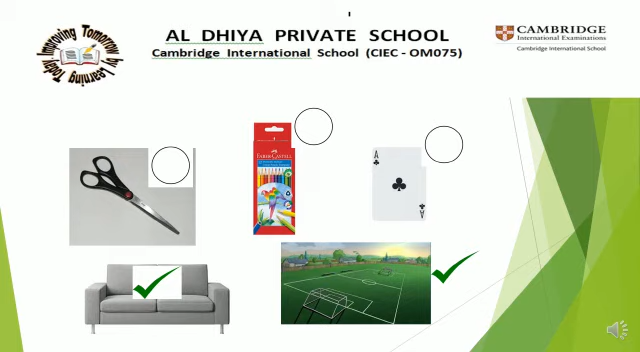 AL DHIYA PRIVATE SCHOOL
Cambridge International School (CIEC - OM075)
Improving Tomorrow
by Learning Today
CAMBRIDGE
International Examinations
Cambridge International School
FABER-CASTELL
A
A